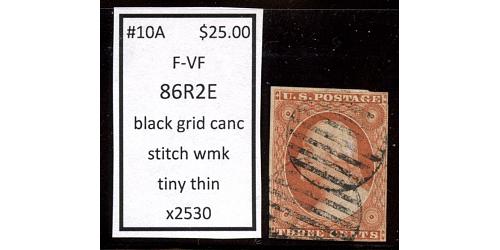 #10A $25.00
F-VF
86R2E
black grid canc
stitch wmk
tiny thin
x2530
U.S. POSTAGE
THREE CENTS